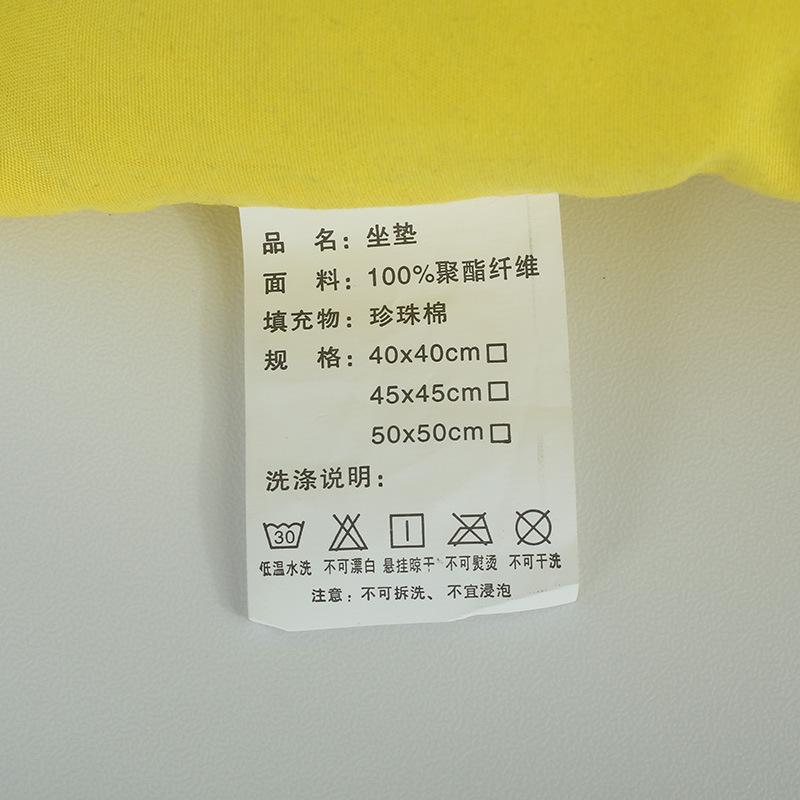 品 名：坐垫
面 料：100%聚酯纤维
填充物：珍珠棉
规 格：40x40cm□
45x45cm□
50x50cm□
洗涤说明：
30
低温水洗 不可漂白 悬挂晾干 不可熨烫 不可干洗
注意：不可拆洗、不宜浸泡